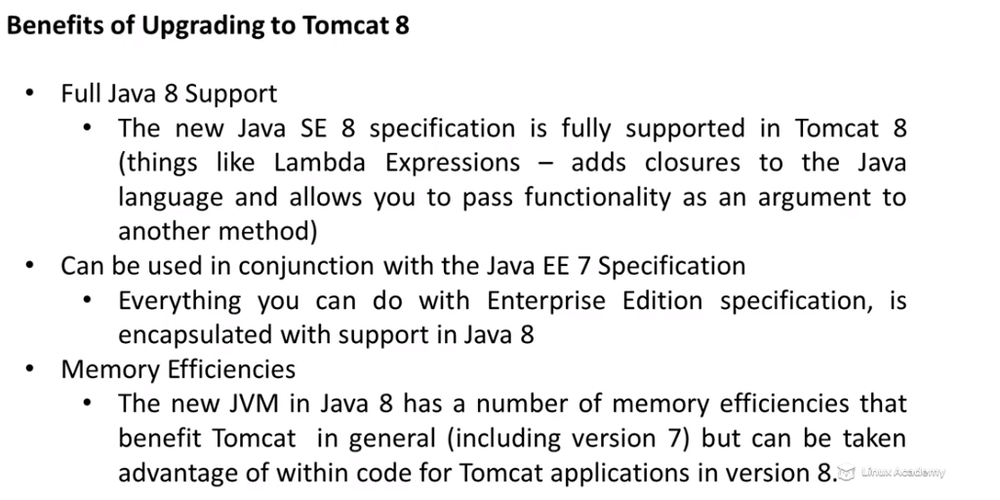 Benefits of Upgrading to Tomcat 8
• Full Java 8 Support
• The new Java SE 8 specification is fully supported in Tomcat 8
(things like Lambda Expressions – adds closures to the Java
language and allows you to pass functionality as an argument to
another method)
• Can be used in conjunction with the Java EE 7 Specification
• Everything you can do with Enterprise Edition specification, is
encapsulated with support in Java 8
• Memory Efficiencies
• The new JVM in Java 8 has a number of memory efficiencies that
benefit Tomcat in general (including version 7) but can be taken
advantage of within code for Tomcat applications in version 8.
Linux Academy